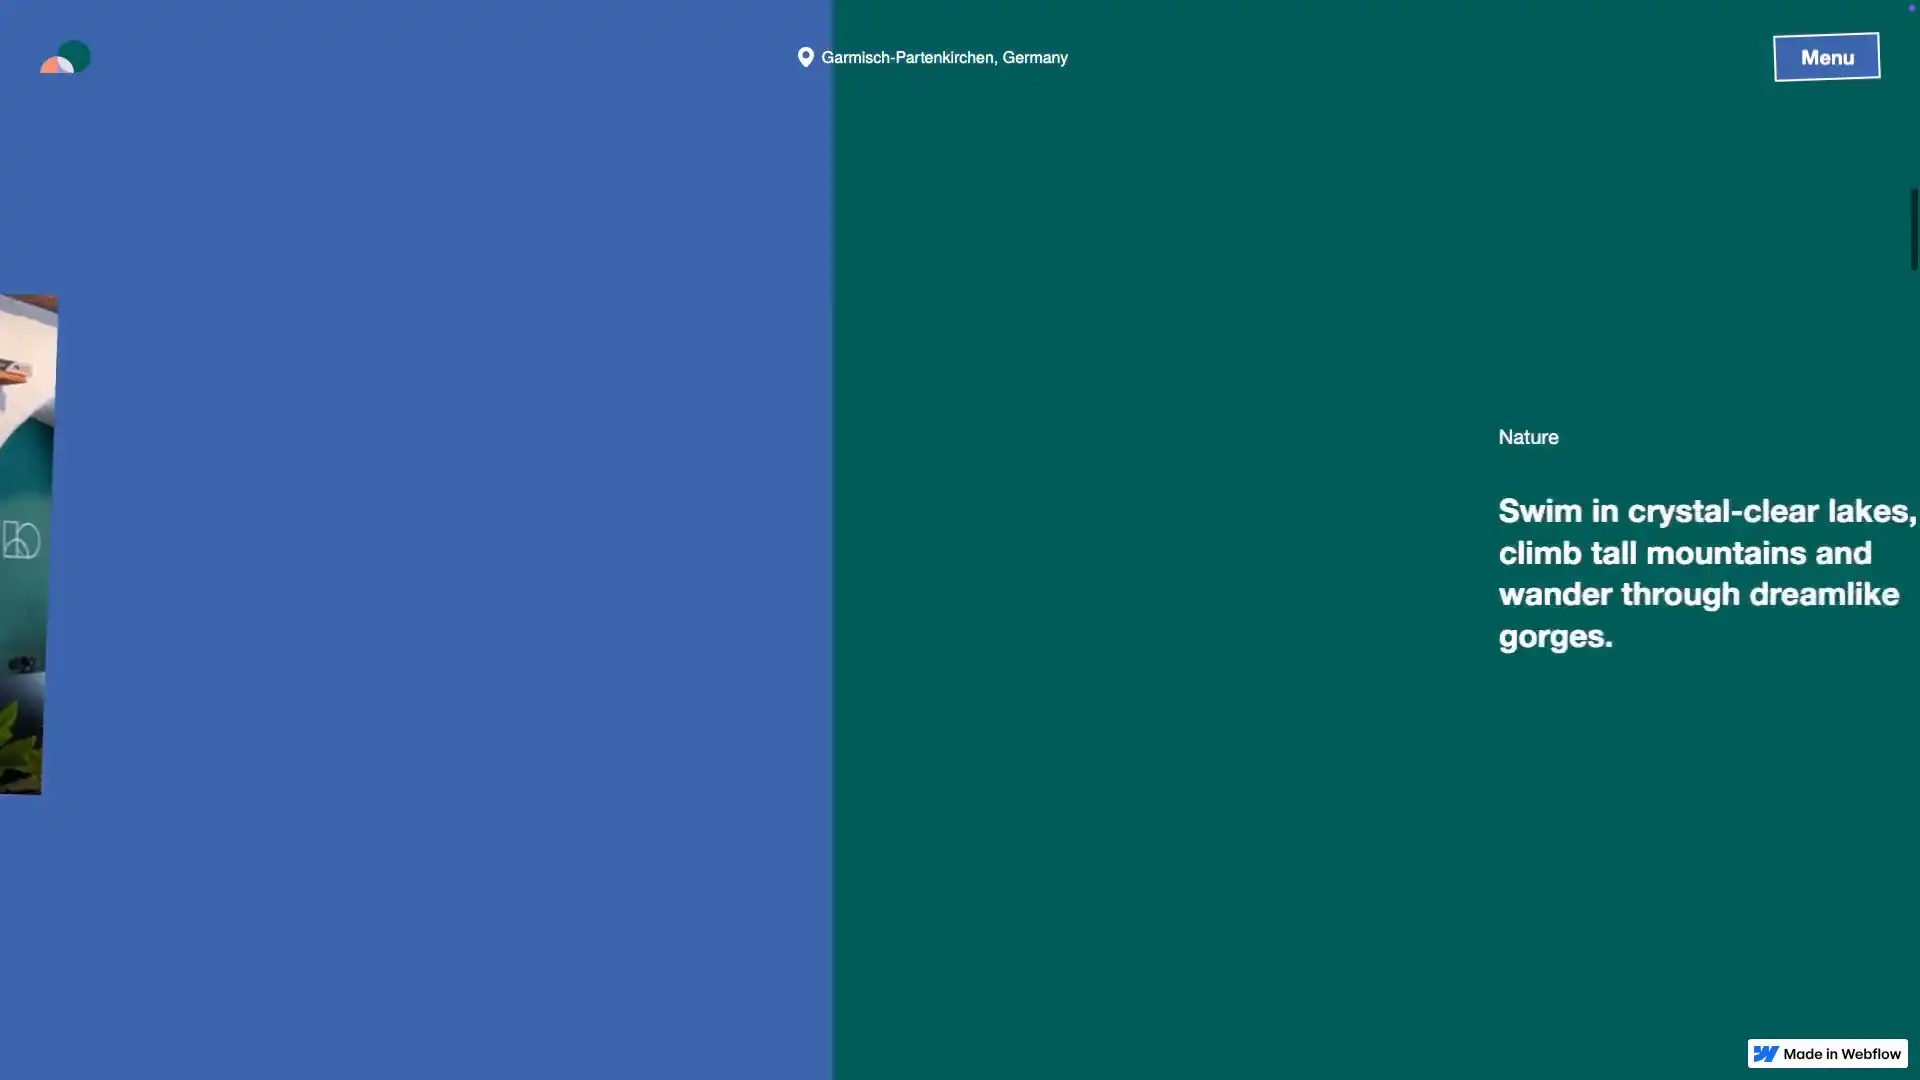 Garmisch-Partenkirchen, Germany
Menu
Nature
Swim in crystal-clear lakes,
climb tall mountains and
wander through dreamlike
gorges.
Made in Webflow